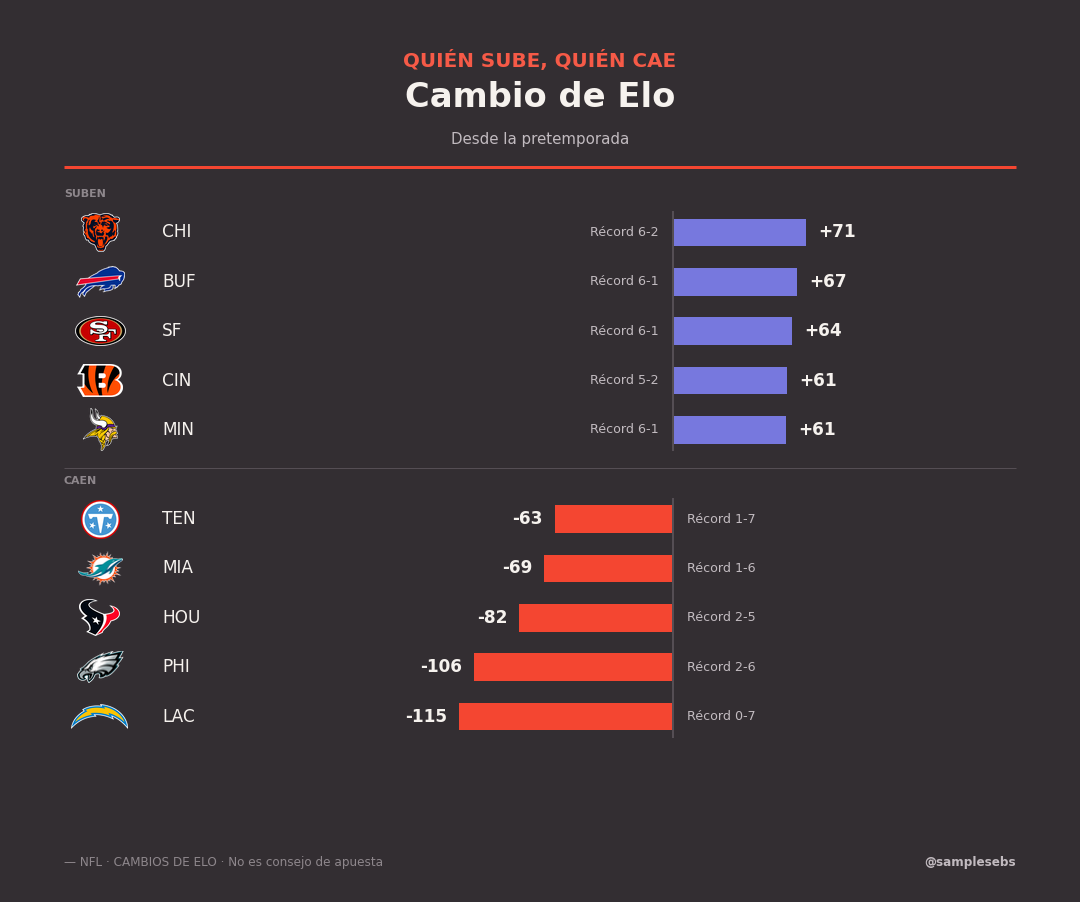 QUIÉN SUBE, QUIÉN CAE
Cambio de Elo
Desde la pretemporada
SUBEN
CHI Récord 6-2 +71
BUF Récord 6-1 +67
SF Récord 6-1 +64
CIN Récord 5-2 +61
MIN Récord 6-1 +61
CAEN
TEN -63 Récord 1-7
MIA -69 Récord 1-6
HOU -82 Récord 2-5
PHI -106 Récord 2-6
LAC -115 Récord 0-7
— NFL · CAMBIOS DE ELO · No es consejo de apuesta
@samplesebs